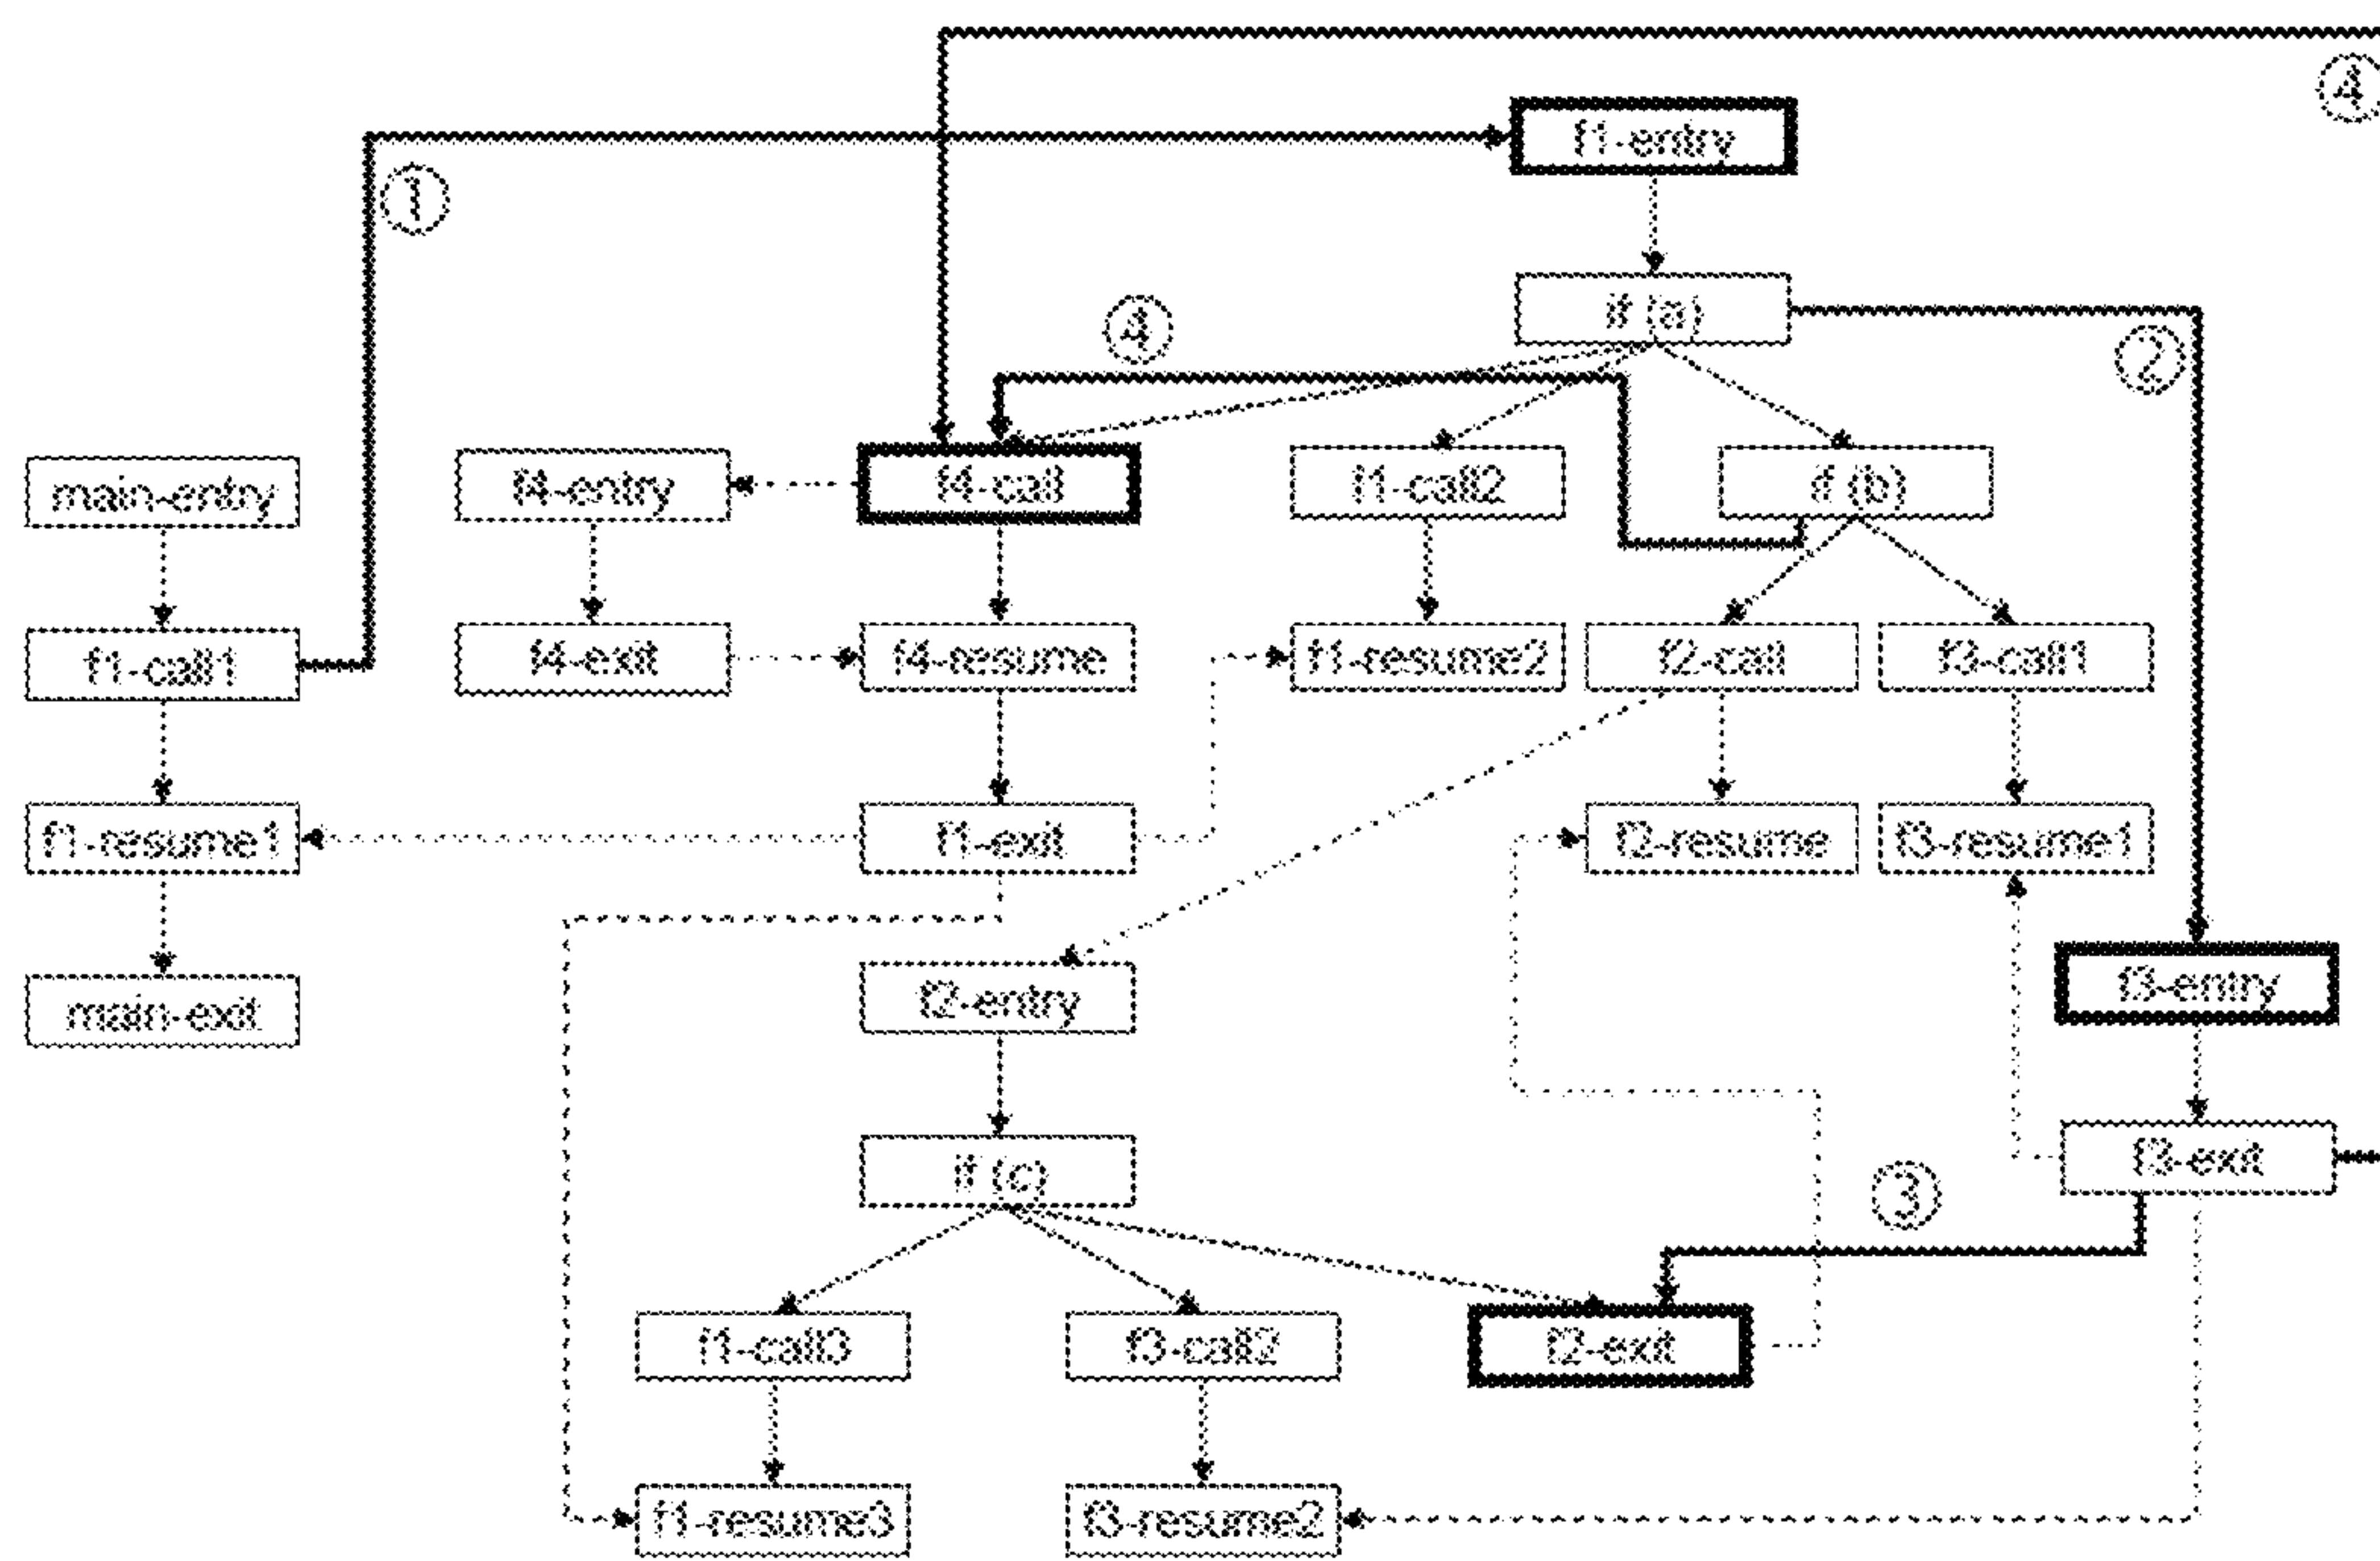 ④
f1-entry
①
if (a)
④
②
main-entry
f4-entry
f4-call
f1-call2
if (b)
f1-call1
f4-exit
f4-resume
f1-resume2
f2-call
f3-call1
f1-resume1
f1-exit
f2-resume
f3-resume1
main-exit
f2-entry
f3-entry
if (c)
f3-exit
③
f1-call3
f3-call2
f2-exit
f1-resume3
f3-resume2